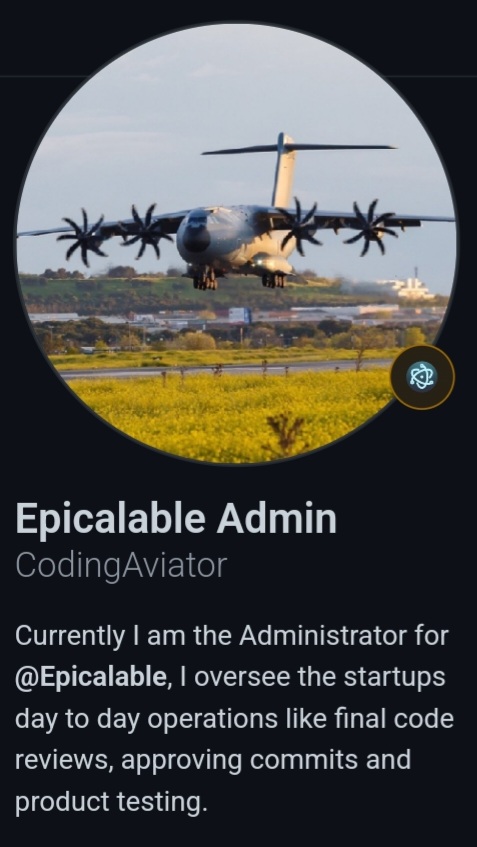 Epicalable Admin
CodingAviator
Currently I am the Administrator for
@Epicalable, I oversee the startups
day to day operations like final code
reviews, approving commits and
product testing.